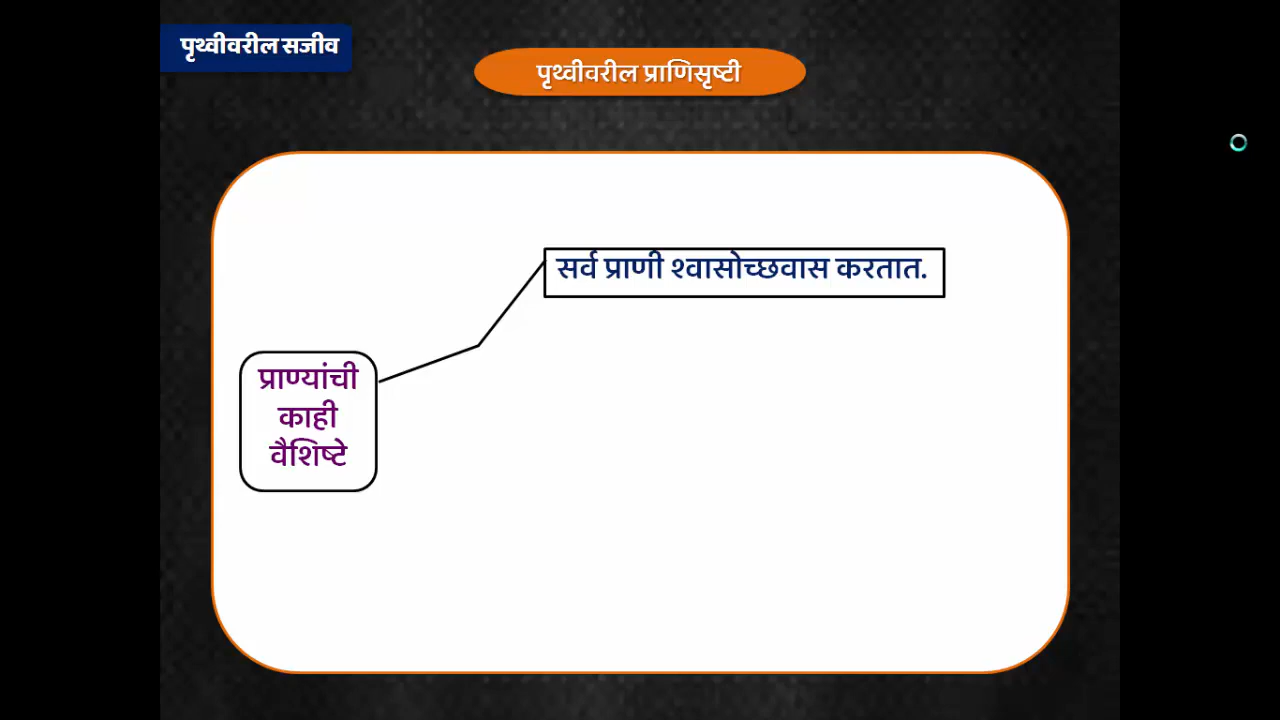 पृथ्वीवरील सजीव
पृथ्वीवरील प्राणिसृष्टी
सर्व प्राणी श्वासोच्छवास करतात.
प्राण्यांची
काही
वैशिष्टे